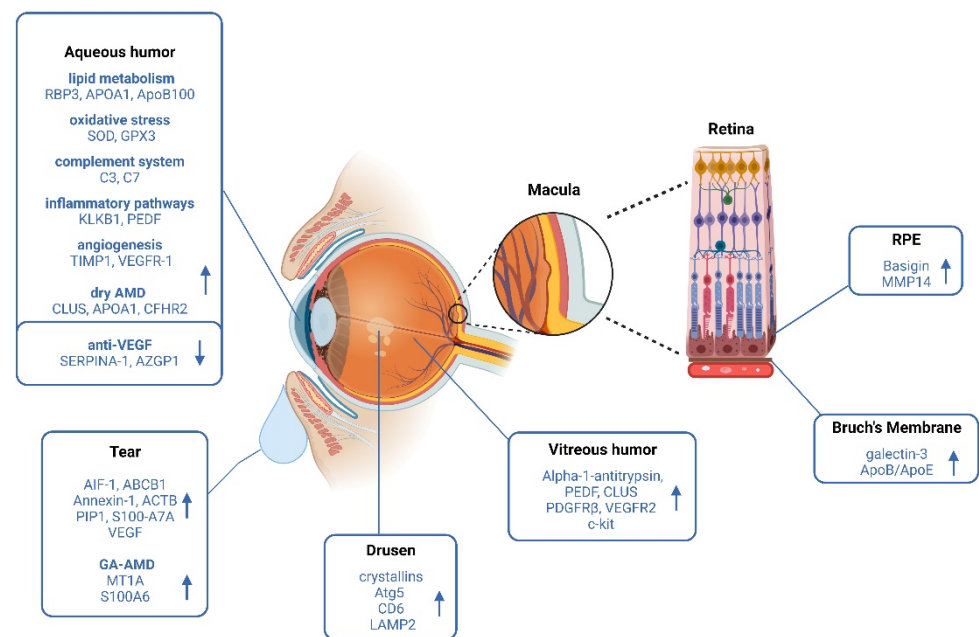 Aqueous humor
lipid metabolism
RBP3, APOA1, ApoB100
oxidative stress
SOD, GPX3
complement system
C3, C7
inflammatory pathways
KLKB1, PEDF
angiogenesis
TIMP1, VEGFR-1
dry AMD
CLUS, APOA1, CFHR2
anti-VEGF
SERPINA-1, AZGP1
Tear
AIF-1, ABCB1
Annexin-1, ACTB
PIP1, S100-A7A
VEGF
GA-AMD
MT1A
S100A6
Drusen
crystallins
Atg5
CD6
LAMP2
Vitreous humor
Alpha-1-antitrypsin,
PEDF, CLUS
PDGFRβ, VEGFR2
c-kit
Macula
Retina
RPE
Basigin
MMP14
Bruch's Membrane
galectin-3
ApoB/ApoE